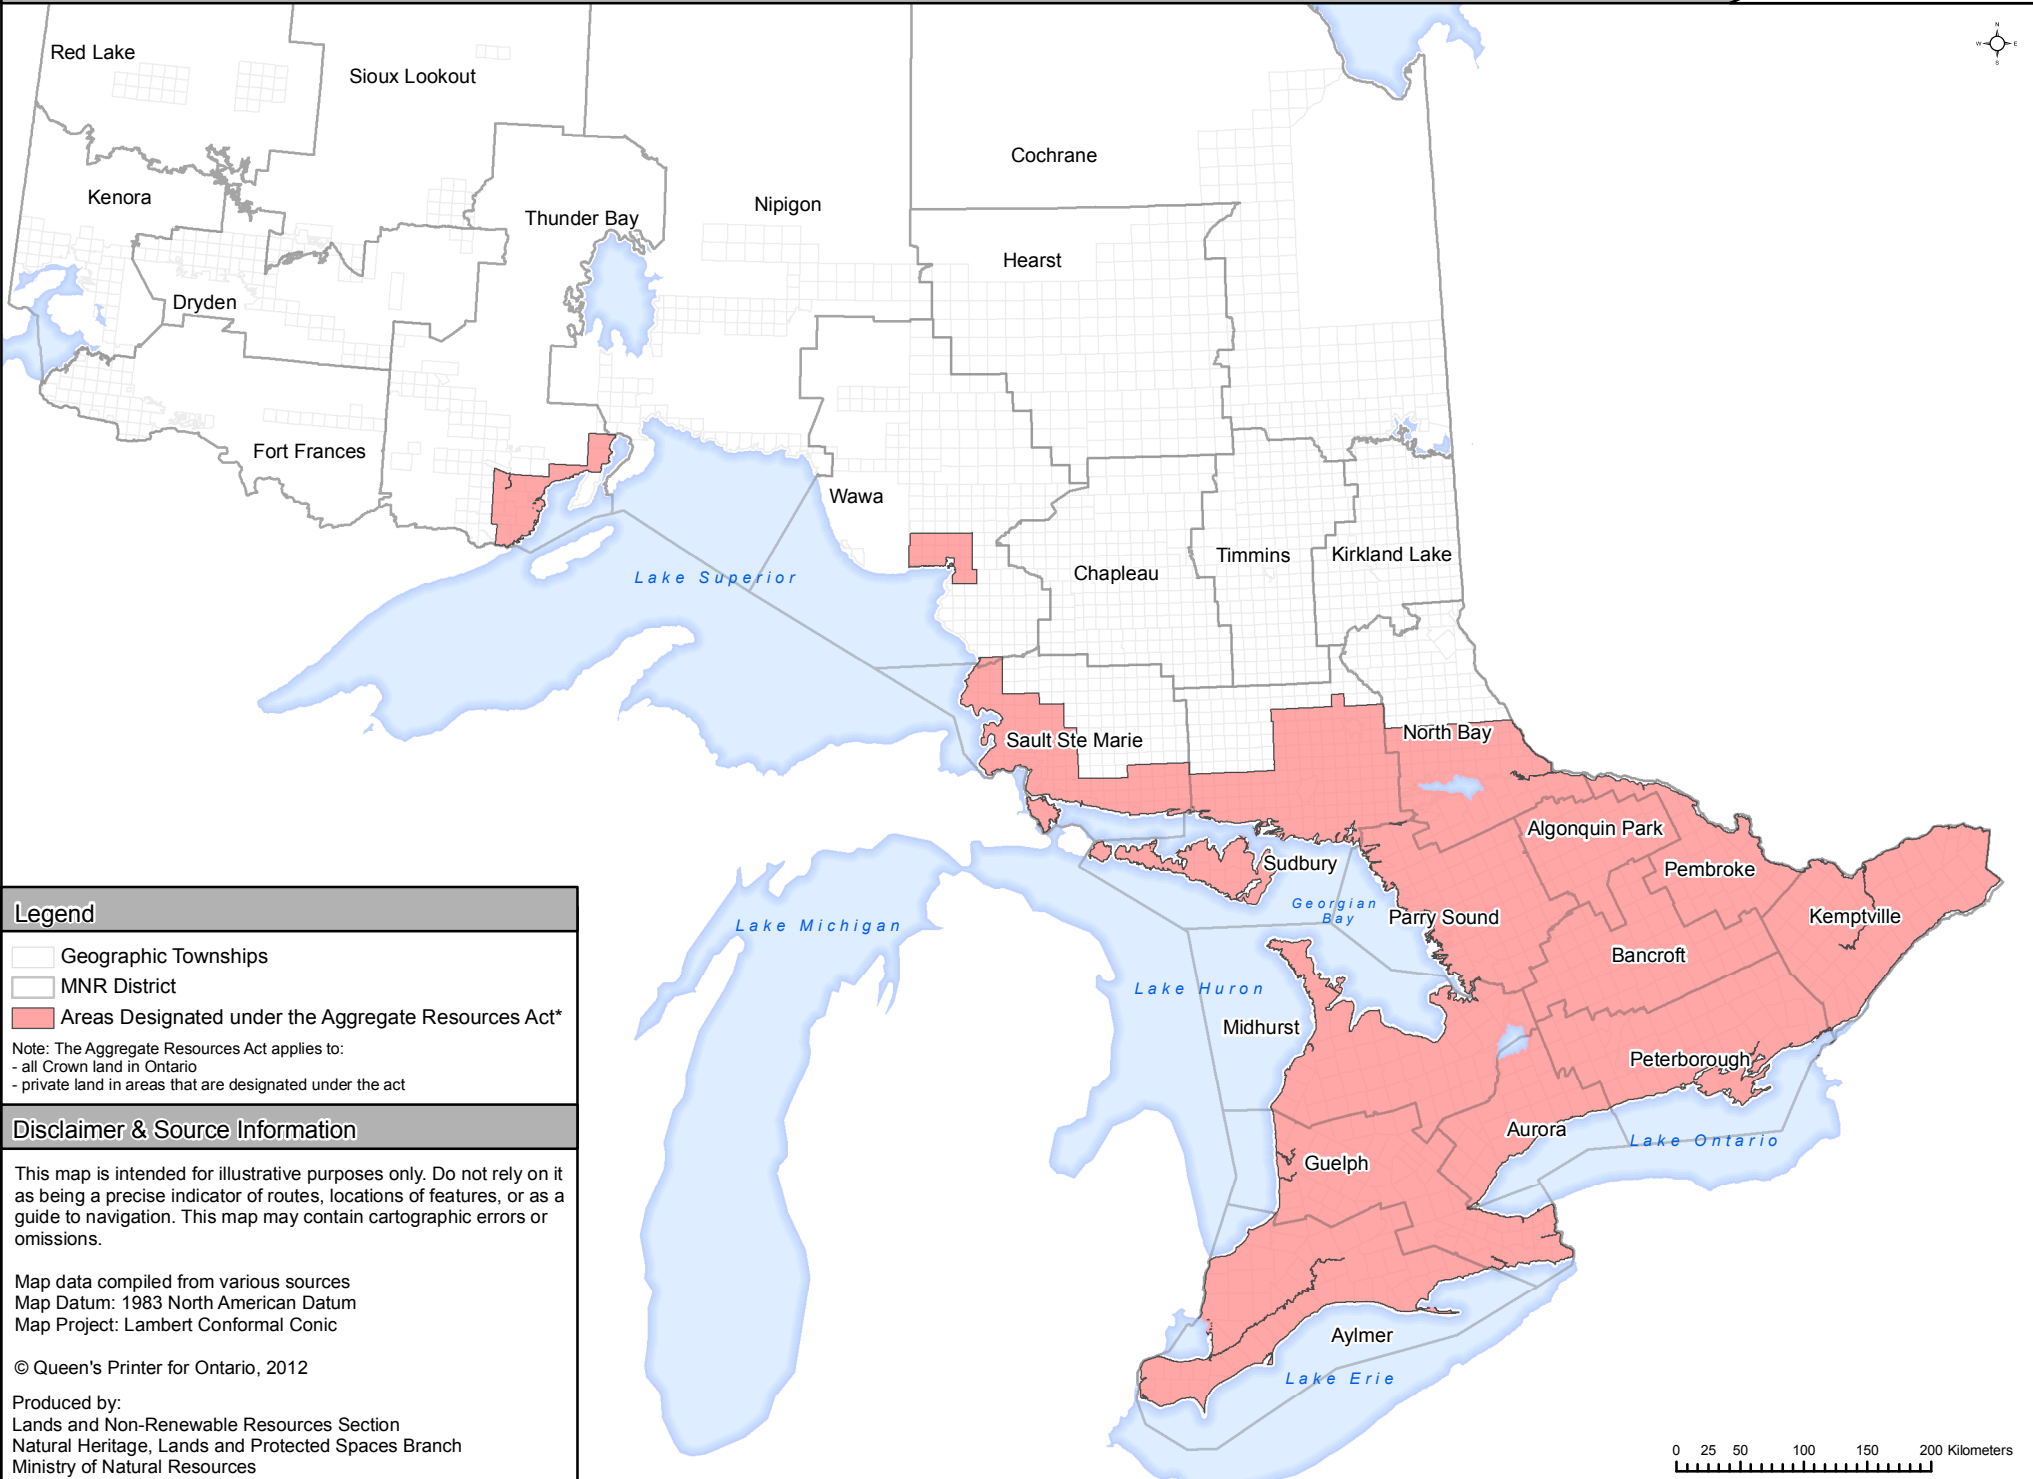 N
W E
S
Red Lake
Sioux Lookout
Cochrane
Kenora
Nipigon
Thunder Bay
Hearst
Dryden
Fort Frances
Wawa
Timmins
Kirkland Lake
Chapleau
Lake Superior
North Bay
Sault Ste Marie
Algonquin Park
Sudbury
Pembroke
Georgian
Bay
Parry Sound
Kemptville
Lake Michigan
Bancroft
Lake Huron
Midhurst
Peterborough
Aurora
Lake Ontario
Guelph
Aylmer
Lake Erie
Legend
Geographic Townships
MNR District
Areas Designated under the Aggregate Resources Act*
Note: The Aggregate Resources Act applies to:
- all Crown land in Ontario
- private land in areas that are designated under the act
Disclaimer & Source Information
This map is intended for illustrative purposes only. Do not rely on it
as being a precise indicator of routes, locations of features, or as a
guide to navigation. This map may contain cartographic errors or
omissions.
Map data compiled from various sources
Map Datum: 1983 North American Datum
Map Project: Lambert Conformal Conic
© Queen's Printer for Ontario, 2012
Produced by:
Lands and Non-Renewable Resources Section
Natural Heritage, Lands and Protected Spaces Branch
Ministry of Natural Resources
0 25 50 100 150 200 Kilometers